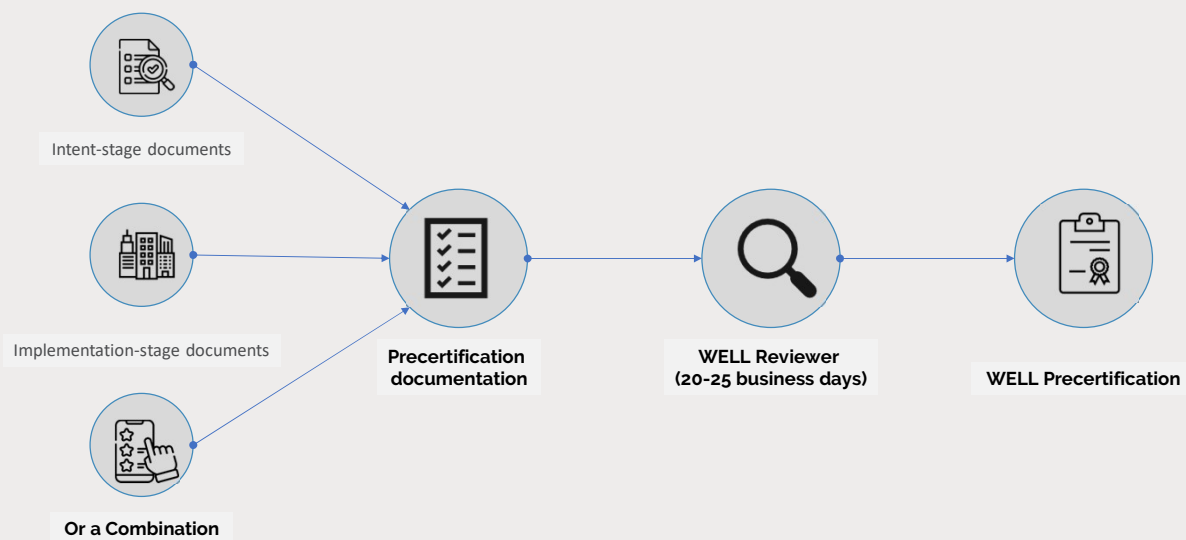 Intent-stage documents
Implementation-stage documents
Or a Combination
Precertification
documentation
WELL Reviewer
(20-25 business days)
WELL Precertification